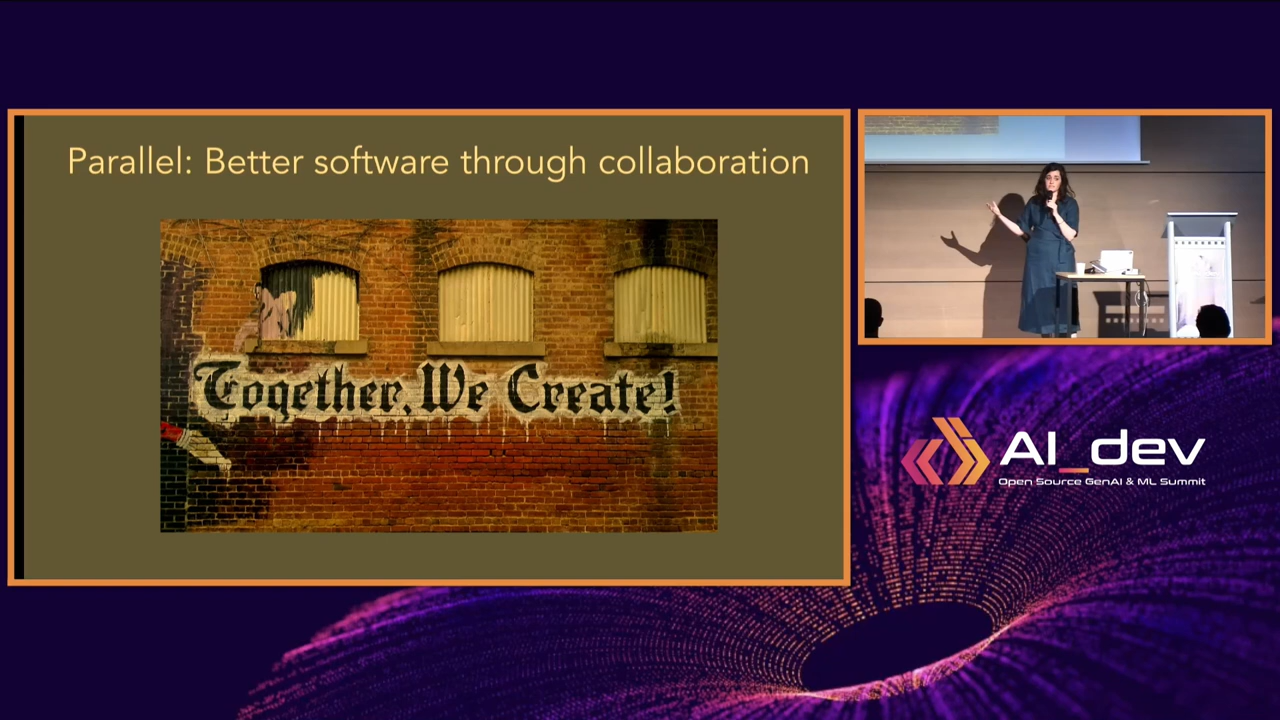 Parallel: Better software through collaboration
Together, We Create!
AI_dev
Open Source GenAI & ML Summit